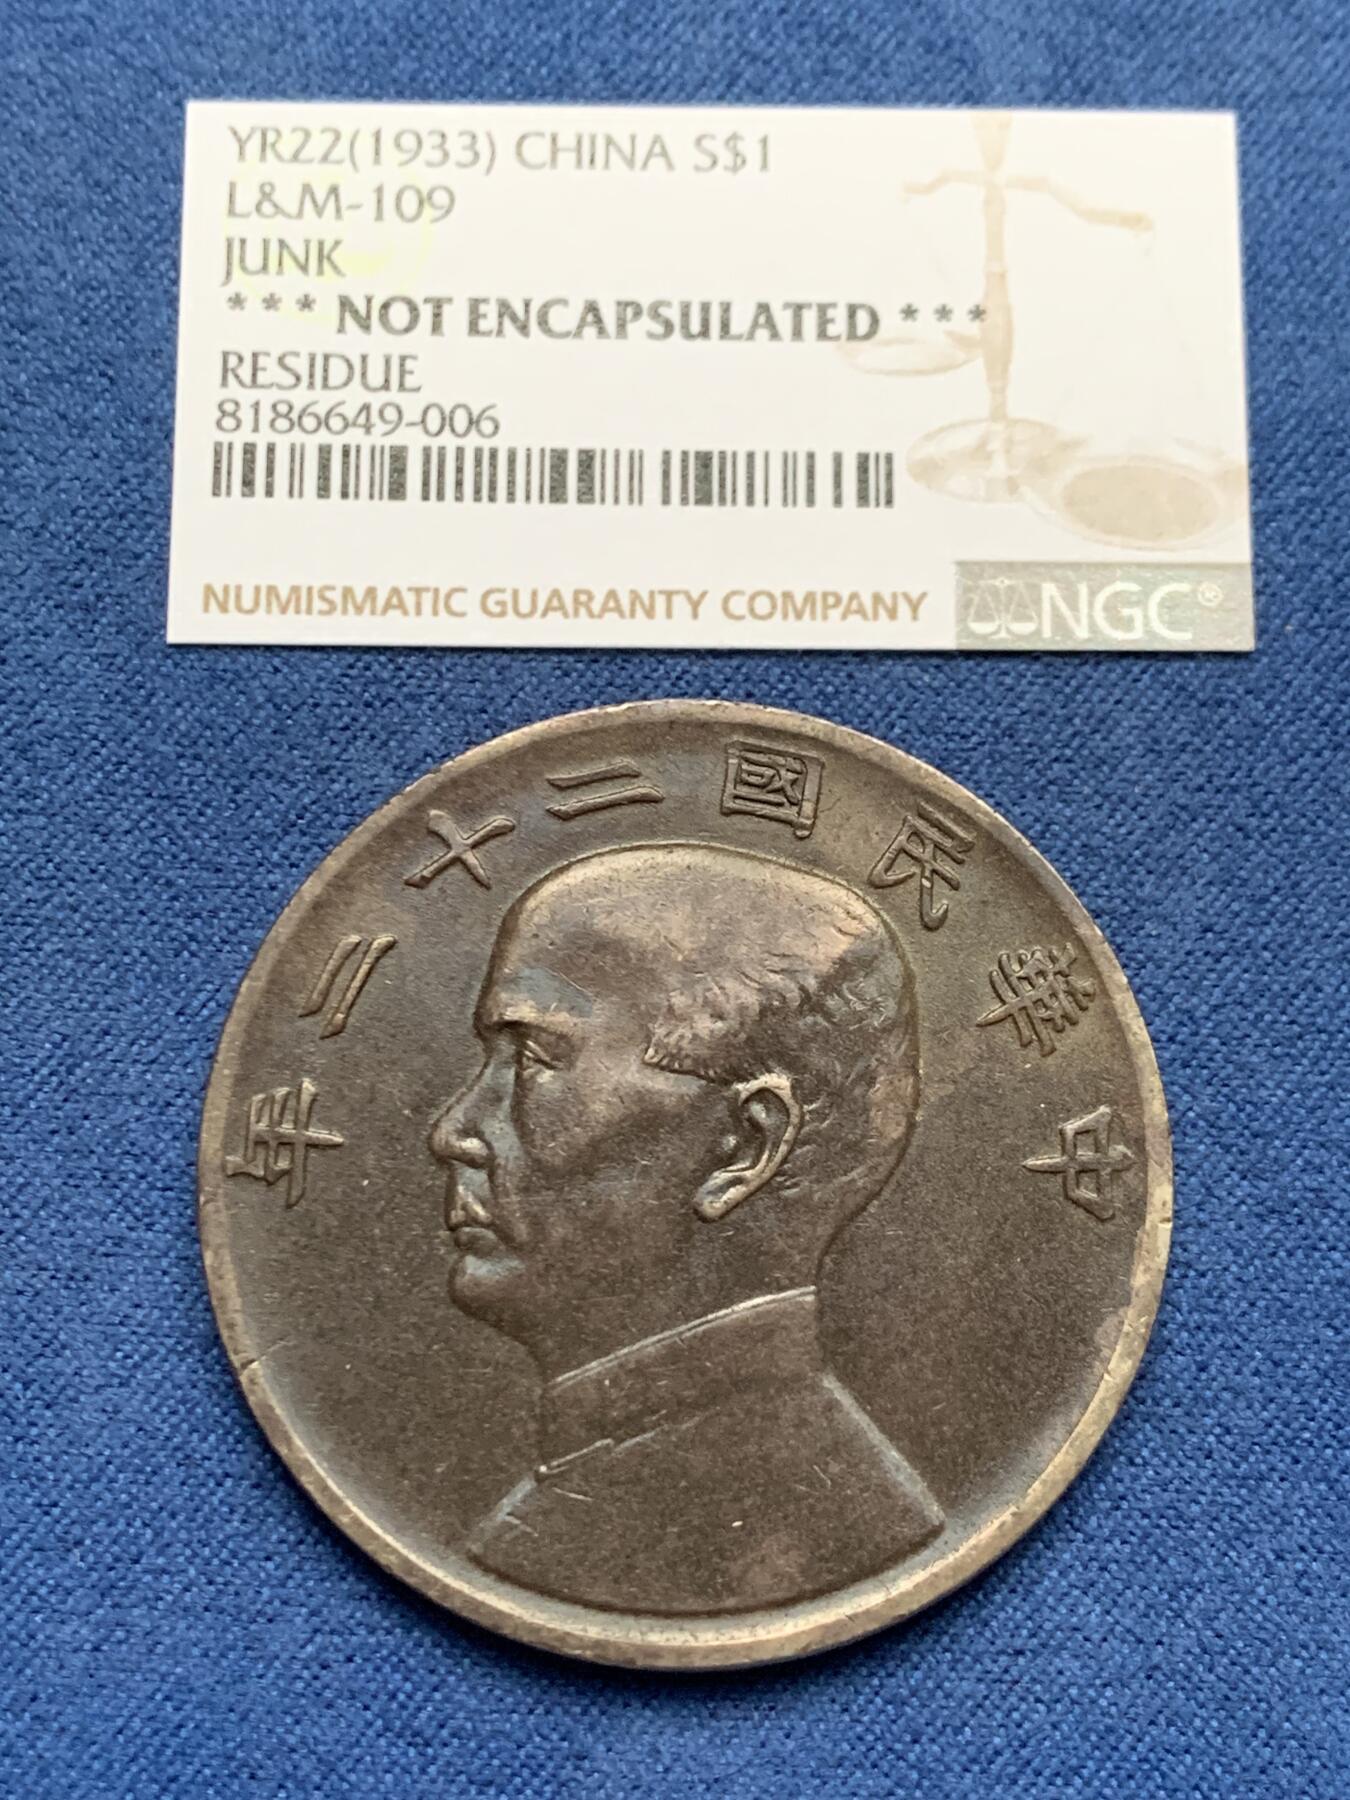 YR22(1933) CHINA S$1
L&M-109
JUNK
* * * NOT ENCAPSULATED * * *
RESIDUE
8186649-006
NUMISMATIC GUARANTY COMPANY
NGC®
年二十二國民華中